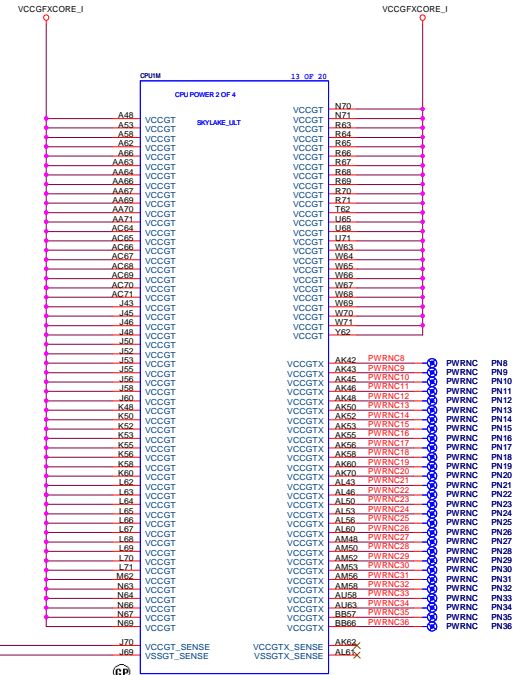 VCCGFXCORE_I
VCCGFXCORE_I
CPU1M
13 OF 20
CPU POWER 2 OF 4
SKYLAKE_ULT
A48 VCCGT
A53 VCCGT
A58 VCCGT
A62 VCCGT
A66 VCCGT
AA63 VCCGT
AA64 VCCGT
AA66 VCCGT
AA67 VCCGT
AA69 VCCGT
AA70 VCCGT
AA71 VCCGT
AC64 VCCGT
AC65 VCCGT
AC66 VCCGT
AC67 VCCGT
AC68 VCCGT
AC69 VCCGT
AC70 VCCGT
AC71 VCCGT
J43 VCCGT
J45 VCCGT
J46 VCCGT
J48 VCCGT
J50 VCCGT
J52 VCCGT
J53 VCCGT
J55 VCCGT
J56 VCCGT
J58 VCCGT
J60 VCCGT
K48 VCCGT
K50 VCCGT
K52 VCCGT
K53 VCCGT
K55 VCCGT
K56 VCCGT
K58 VCCGT
K60 VCCGT
L62 VCCGT
L63 VCCGT
L64 VCCGT
L65 VCCGT
L66 VCCGT
L67 VCCGT
L68 VCCGT
L69 VCCGT
L70 VCCGT
L71 VCCGT
M62 VCCGT
N63 VCCGT
N64 VCCGT
N66 VCCGT
N67 VCCGT
N69 VCCGT
J70 VCCGT_SENSE
J69 VSSGT_SENSE
VCCGT N70
VCCGT N71
VCCGT R63
VCCGT R64
VCCGT R65
VCCGT R66
VCCGT R67
VCCGT R68
VCCGT R69
VCCGT R70
VCCGT R71
VCCGT T62
VCCGT U65
VCCGT U68
VCCGT U71
VCCGT W63
VCCGT W64
VCCGT W65
VCCGT W66
VCCGT W67
VCCGT W68
VCCGT W69
VCCGT W70
VCCGT W71
VCCGT Y62
VCCGTX AK42 PWRNC8 PWRNC PN8
VCCGTX AK43 PWRNC9 PWRNC PN9
VCCGTX AK45 PWRNC10 PWRNC PN10
VCCGTX AK46 PWRNC11 PWRNC PN11
VCCGTX AK48 PWRNC12 PWRNC PN12
VCCGTX AK50 PWRNC13 PWRNC PN13
VCCGTX AK52 PWRNC14 PWRNC PN14
VCCGTX AK53 PWRNC15 PWRNC PN15
VCCGTX AK55 PWRNC16 PWRNC PN16
VCCGTX AK56 PWRNC17 PWRNC PN17
VCCGTX AK58 PWRNC18 PWRNC PN18
VCCGTX AK60 PWRNC19 PWRNC PN19
VCCGTX AK70 PWRNC20 PWRNC PN20
VCCGTX AL43 PWRNC21 PWRNC PN21
VCCGTX AL46 PWRNC22 PWRNC PN22
VCCGTX AL50 PWRNC23 PWRNC PN23
VCCGTX AL53 PWRNC24 PWRNC PN24
VCCGTX AL56 PWRNC25 PWRNC PN25
VCCGTX AL60 PWRNC26 PWRNC PN26
VCCGTX AM48 PWRNC27 PWRNC PN27
VCCGTX AM50 PWRNC28 PWRNC PN28
VCCGTX AM52 PWRNC29 PWRNC PN29
VCCGTX AM53 PWRNC30 PWRNC PN30
VCCGTX AM56 PWRNC31 PWRNC PN31
VCCGTX AM58 PWRNC32 PWRNC PN32
VCCGTX AU58 PWRNC33 PWRNC PN33
VCCGTX AU63 PWRNC34 PWRNC PN34
VCCGTX BB57 PWRNC35 PWRNC PN35
VCCGTX BB66 PWRNC36 PWRNC PN36
VCCGTX_SENSE AK62
VSSGTX_SENSE AL61